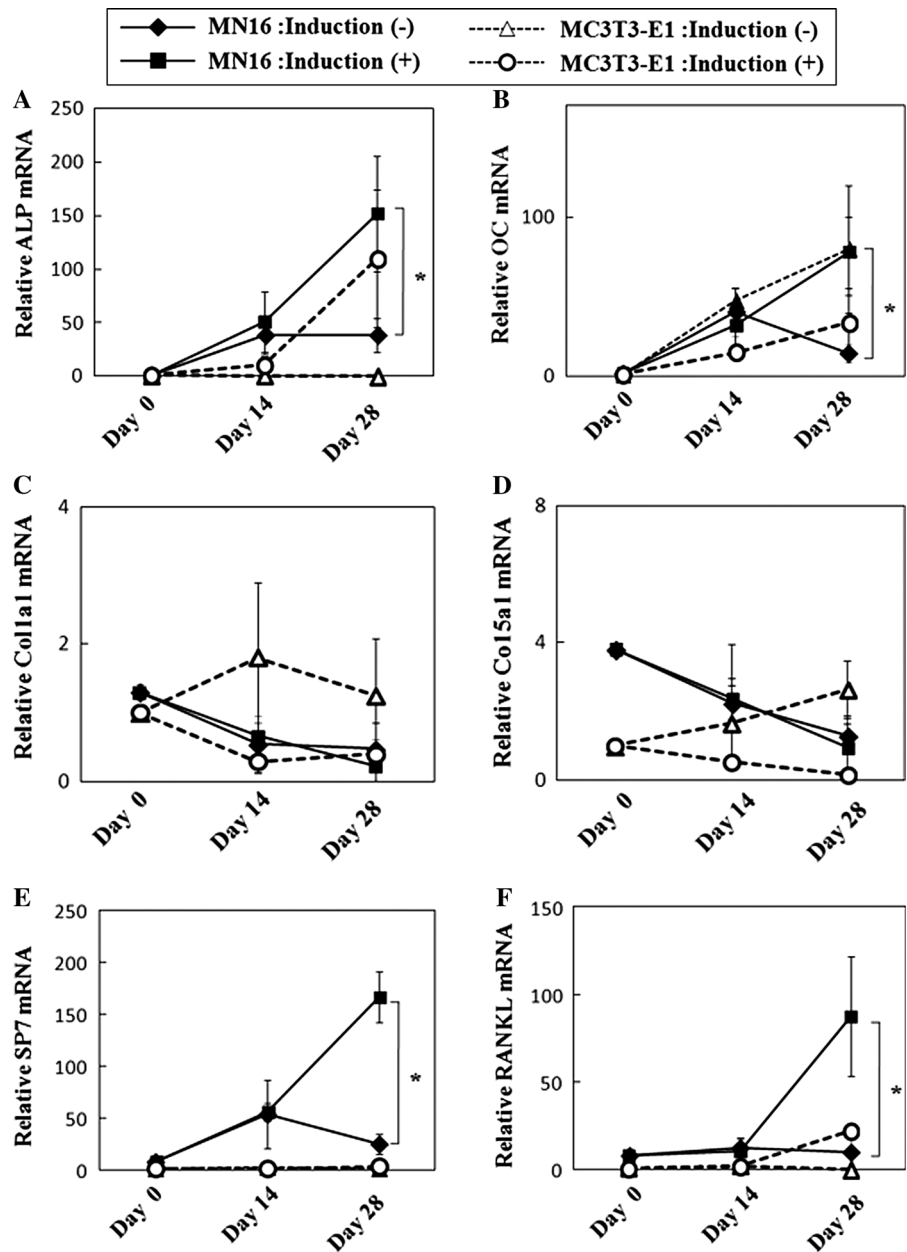 MN16 :Induction (-)
MC3T3-E1 :Induction (-)
MN16 :Induction (+)
MC3T3-E1 :Induction (+)
A
Relative ALP mRNA
250
200
150
100
50
0
*
Day 0
Day 14
Day 28
B
Relative OC mRNA
100
0
*
Day 0
Day 14
Day 28
C
Relative Col1a1 mRNA
4
2
0
Day 0
Day 14
Day 28
D
Relative Co15a1 mRNA
8
4
0
Day 0
Day 14
Day 28
E
Relative SP7 mRNA
250
200
150
100
50
0
*
Day 0
Day 14
Day 28
F
Relative RANKL mRNA
150
100
50
0
*
Day 0
Day 14
Day 28